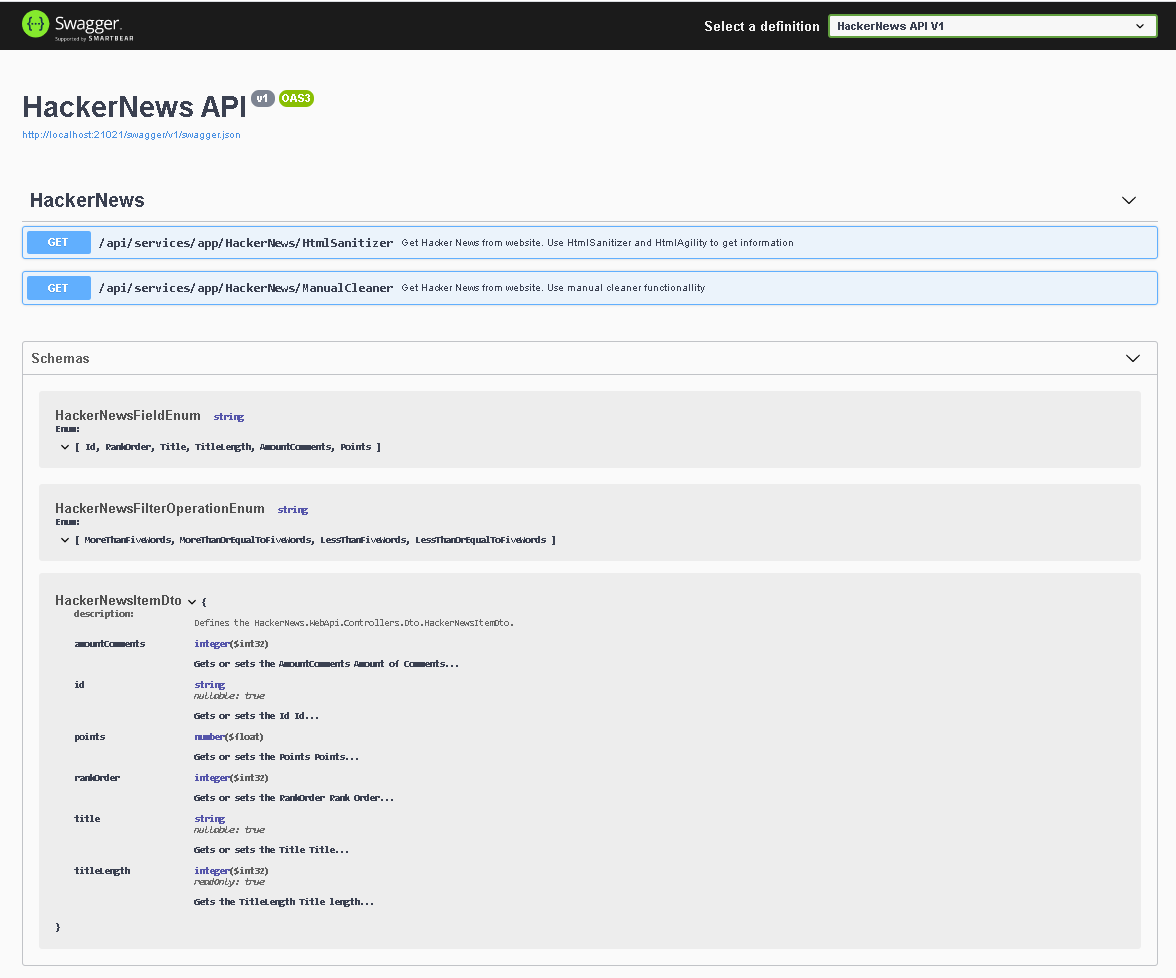 Swagger.
Supported by SMARTBEAR
Select a definition
HackerNews API V1
HackerNews API v1 OAS3
http://localhost:21021/swagger/v1/swagger.json
HackerNews
GET /api/services/app/HackerNews/HtmlSanitizer Get Hacker News from website. Use HtmlSanitizer and HtmlAgility to get information
GET /api/services/app/HackerNews/ManualCleaner Get Hacker News from website. Use manual cleaner functionallity
Schemas
HackerNewsFieldEnum string
Enum:
[ Id, RankOrder, Title, TitleLength, AmountComments, Points ]
HackerNewsFilterOperationEnum string
Enum:
[ MoreThanFiveWords, MoreThanOrEqualToFiveWords, LessThanFiveWords, LessThanOrEqualToFiveWords ]
HackerNewsItemDto {
description:
Defines the HackerNews.WebApi.Controllers.Dto.HackerNewsItemDto.
amountComments integer($int32)
Gets or sets the AmountComments Amount of Comments...
id string
nullable: true
Gets or sets the Id Id...
points number($float)
Gets or sets the Points Points...
rankOrder integer($int32)
Gets or sets the RankOrder Rank Order...
title string
nullable: true
Gets or sets the Title Title...
titleLength integer($int32)
readOnly: true
Gets the TitleLength Title length...
}